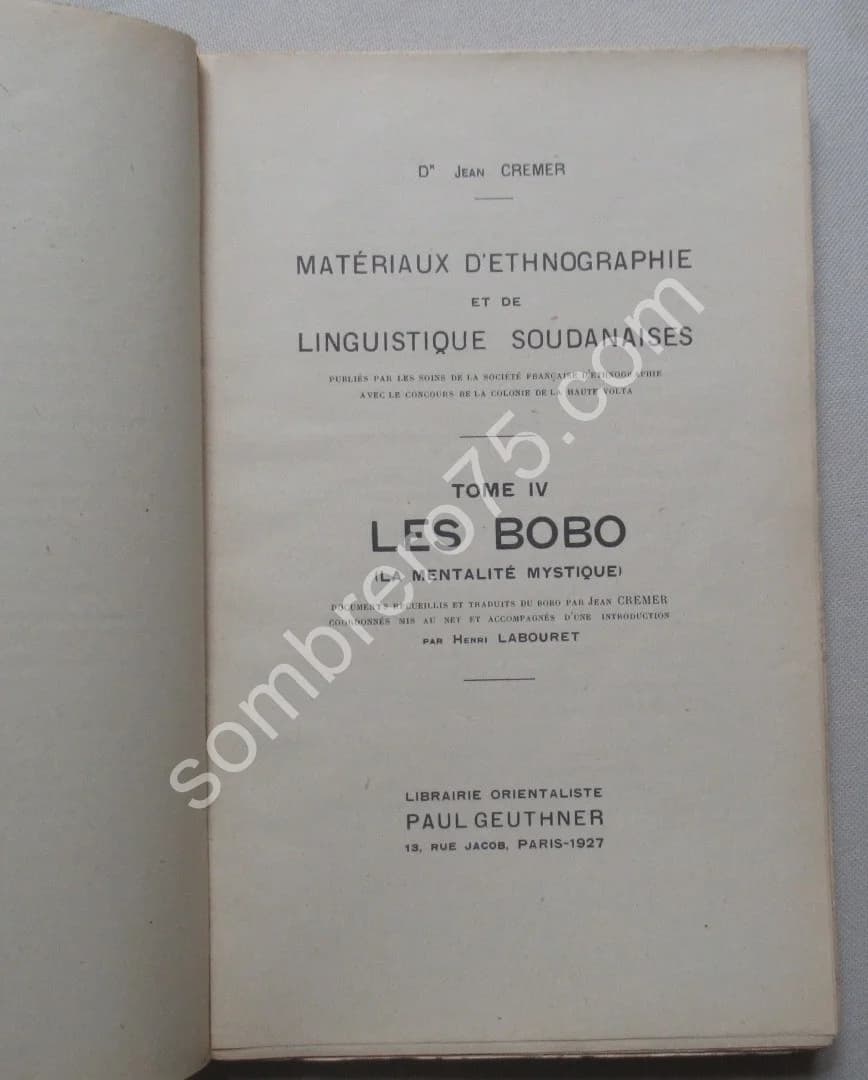 Dr Jean CREMER
MATÉRIAUX D'ETHNOGRAPHIE
ET DE
LINGUISTIQUE SOUDANAISES
PUBLIÉS PAR LES SOINS DE LA SOCIÉTÉ FRANÇAISE D'ETHNOGRAPHIE
AVEC LE CONCOURS DE LA COLONIE DE LA HAUTE VOLTA
TOME IV
LES BOBO
(LA MENTALITÉ MYSTIQUE)
DOCUMENTS RECUEILLIS ET TRADUITS DU BOBO PAR Jean CREMER
COORDONNÉS MIS AU NET ET ACCOMPAGNÉS D'UNE INTRODUCTION
PAR Henri LABOURET
LIBRAIRIE ORIENTALISTE
PAUL GEUTHNER
13, RUE JACOB, PARIS-1927
sombrero75.com